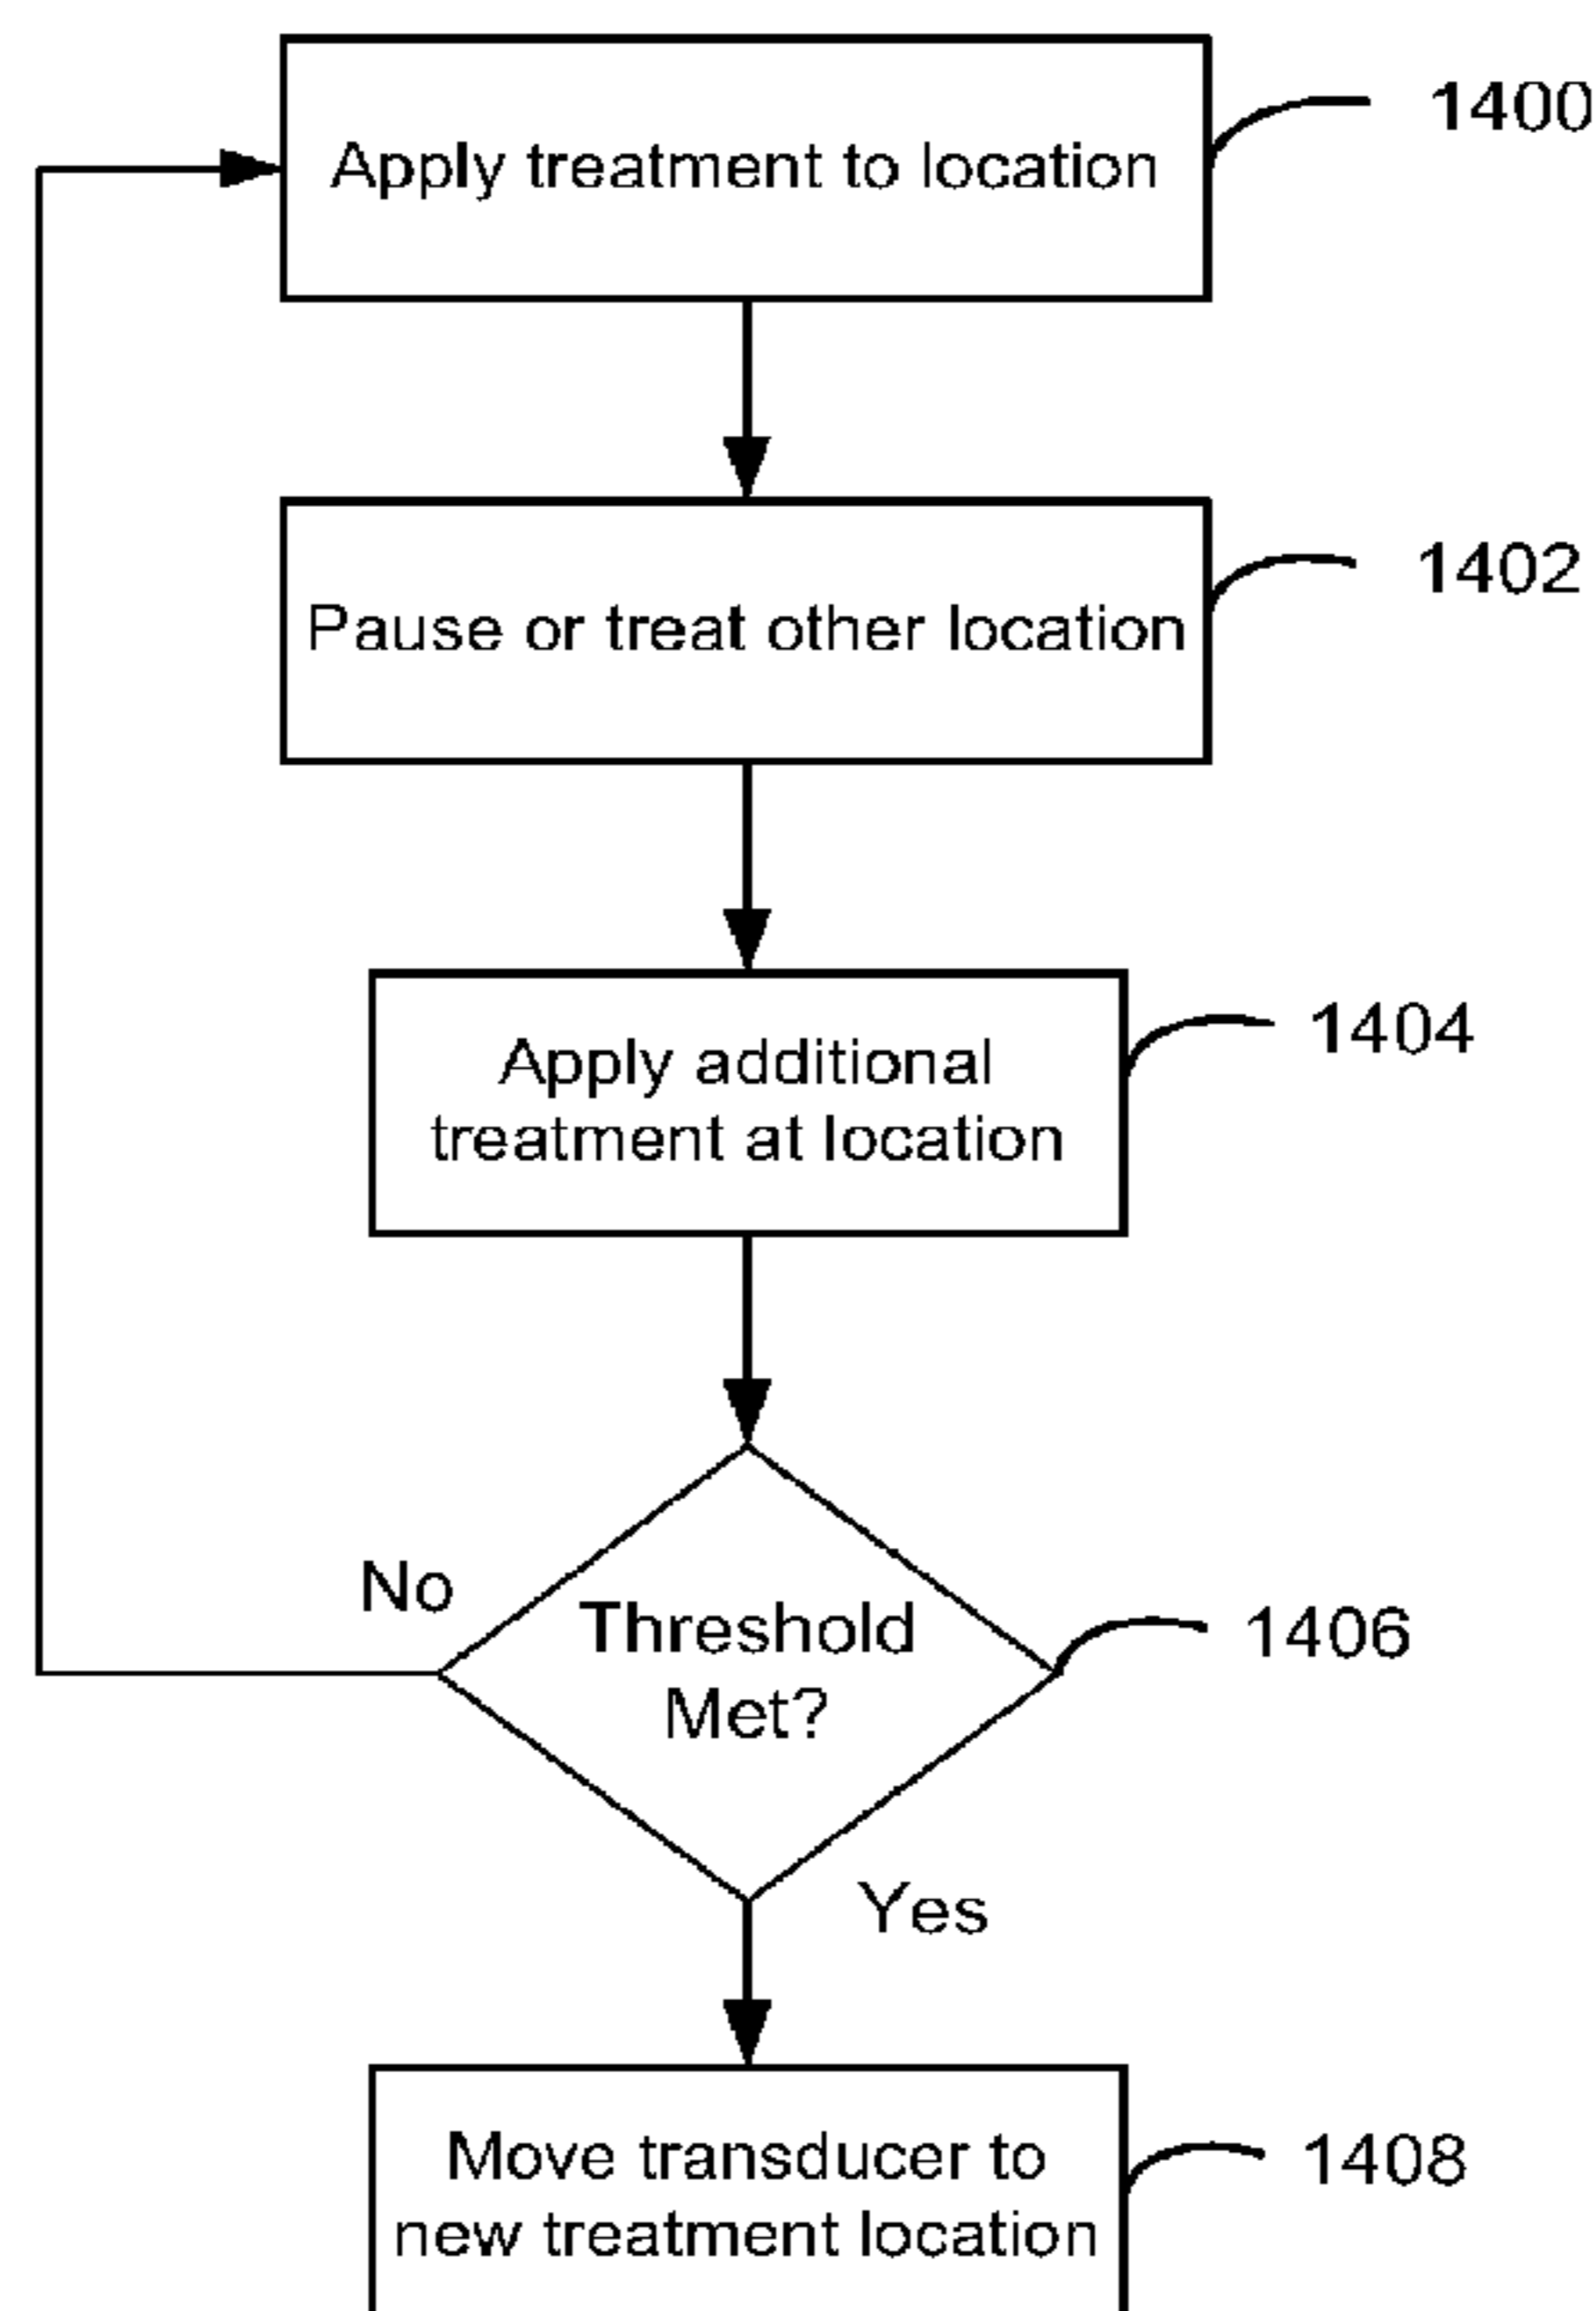 Apply treatment to location
1400
Pause or treat other location
1402
Apply additional
treatment at location
1404
No
Threshold
Met?
1406
Yes
Move transducer to
new treatment location
1408